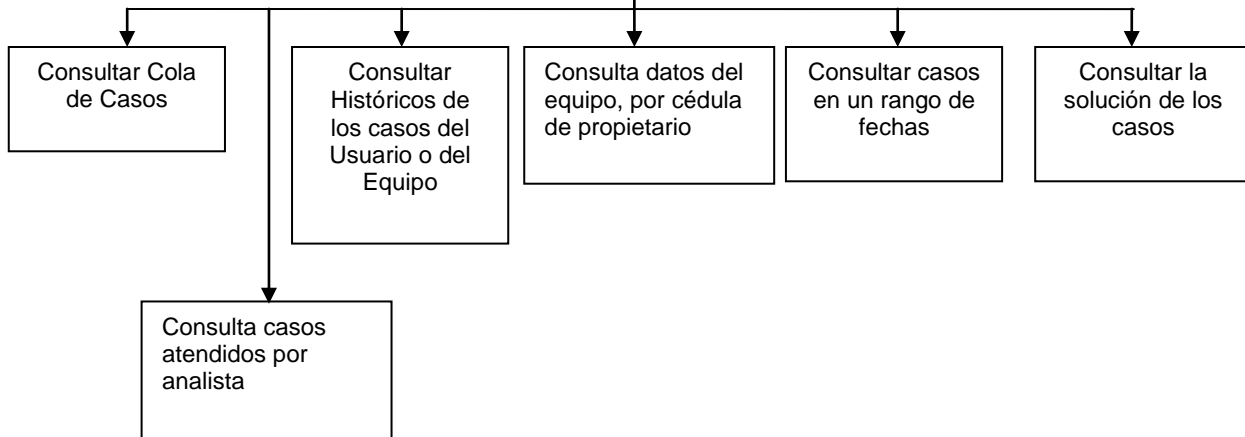 Consultar Cola
de Casos
Consultar
Históricos de
los casos del
Usuario o del
Equipo
Consulta datos del
equipo, por cédula
de propietario
Consultar casos
en un rango de
fechas
Consultar la
solución de los
casos
Consulta casos
atendidos por
analista